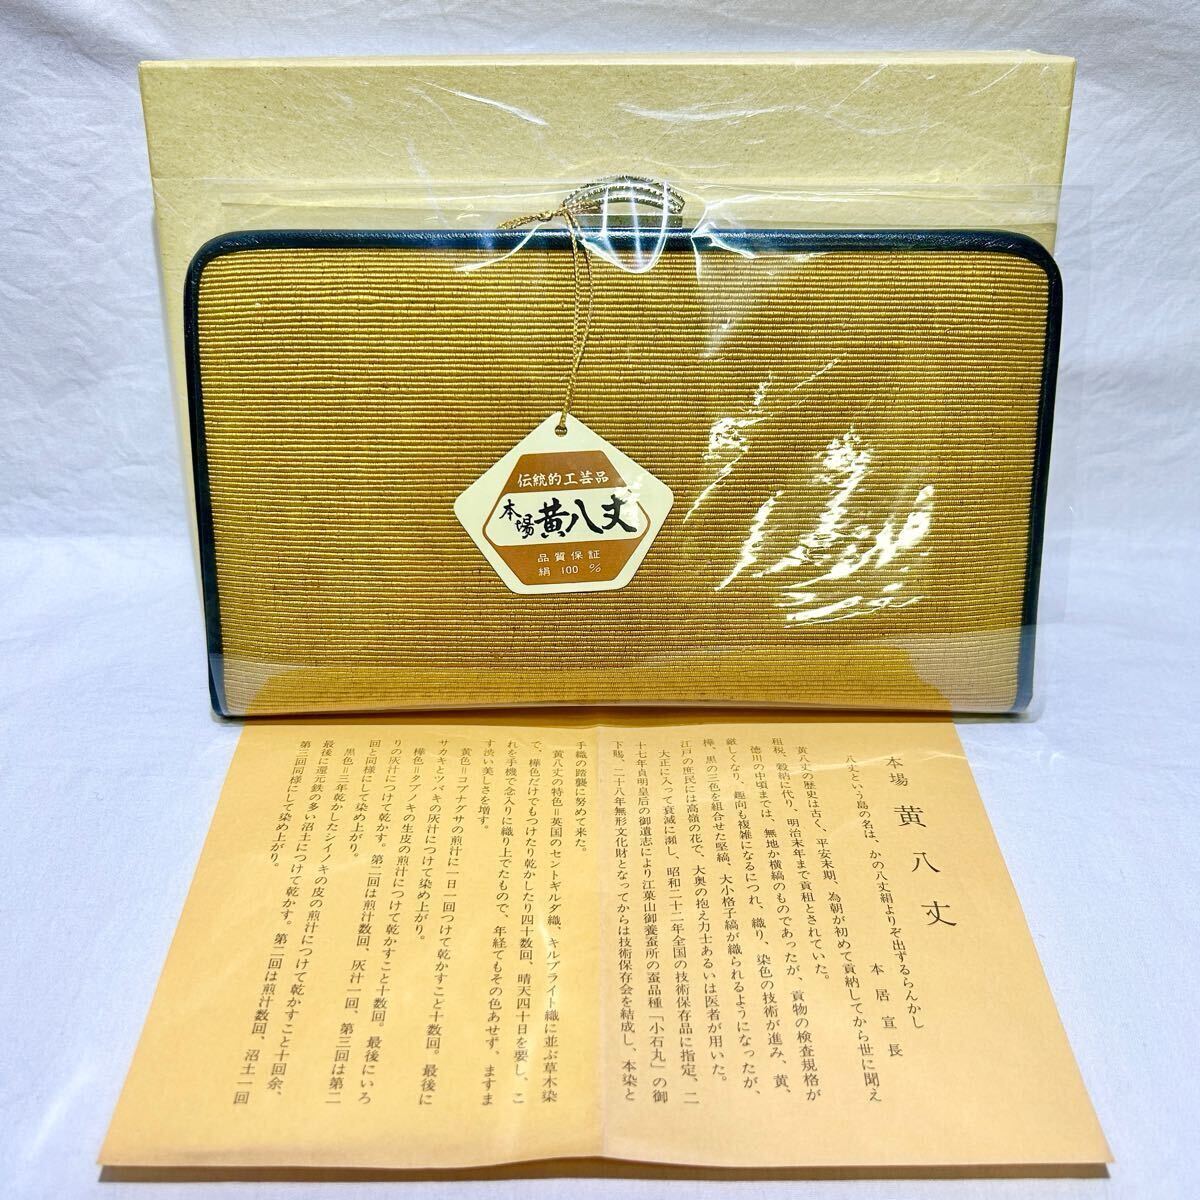 伝統的工芸品
本場 黄八丈
品質保証
絹 100 %
本場 黄八丈
八丈という島の名は、かの八丈絹よりぞ出ずるらんかし
本居宣長
黄八丈の歴史は古く、平安末期、為朝が初めて貢納してから世に聞え
租税、穀納に代り、明治末年まで貢租とされていた。
徳川の中頃までは、無地か横縞のものであったが、貢物の検査規格が
厳しくなり、趣向も複雑になるにつれ、織り、染色の技術が進み、黄、
樺、黒の三色を組合せた堅縞、大小格子縞が織られるようになったが、
江戸の庶民には高嶺の花で、大奥の抱え力士あるいは医者が用いた。
大正に入って衰滅に瀕し、昭和二十二年全国の技術保存品に指定、二
十七年貞明皇后の御遺志により江菓山御養蚕所の蚕品種「小石丸」の御
下賜、二十八年無形文化財となってからは技術保存会を結成し、本染と
手織の踏襲に努めて来た。
黄八丈の特色=英国のセントギルダ織、キルブライト織に並ぶ草木染
で、樺色だけでもつけたり乾かしたり四十数回、晴天四十日を要し、こ
れを手機で念入りに織り上でたもので、年経てもその色あせず、ますま
す渋い美しさを増す。
黄色=コブナグサの煎汁に一日一回つけて乾かすこと十数回。最後に
サカキとツバキの灰汁につけて染め上がり。
樺色=タブノキの生皮の煎汁につけて乾かすこと十数回。最後にいろ
りの灰汁につけて乾かす。第二回は煎汁数回、灰汁一回、第三回は第二
回と同様にして染め上がり。
黒色=三年乾かしたシイノキの皮の煎汁につけて乾かすこと十回余、
最後に還元鉄の多い沼土につけて乾かす。第二回は煎汁数回、沼土一回
第三回同様にして染め上がり。